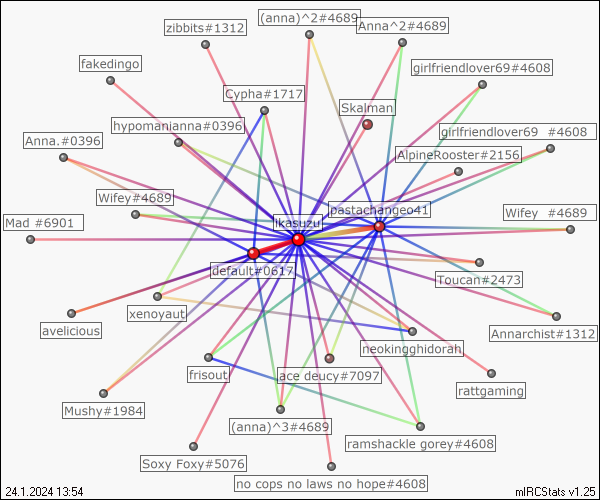 (anna)^2#4689
zibbits#1312
Anna^2#4689
fakedingo
girlfriendlover69#4608
Cypha#1717
Skalman
hypomanianna#0396
girlfriendlover69 #4608
Anna.#0396
AlpineRooster#2156
Wifey#4689
pastachangeo41
Wifey #4689
Mad #6901
ikasuzu
default#0617
Toucan#2473
xenoyaut
avelicious
Annarchist#1312
neokingghidorah
frisout
ace deucy#7097
rattgaming
Mushy#1984
(anna)^3#4689
ramshackle gorey#4608
Soxy Foxy#5076
no cops no laws no hope#4608
24.1.2024 13:54
mIRCStats v1.25